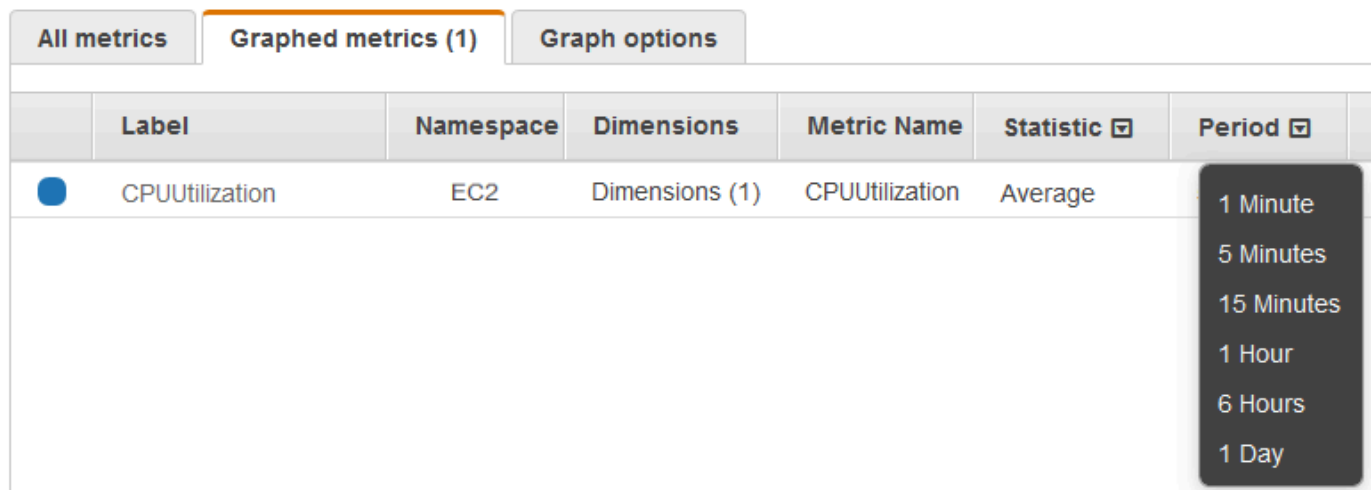 All metrics Graphed metrics (1) Graph options
Label Namespace Dimensions Metric Name Statistic Period
CPUUtilization EC2 Dimensions (1) CPUUtilization Average
1 Minute
5 Minutes
15 Minutes
1 Hour
6 Hours
1 Day